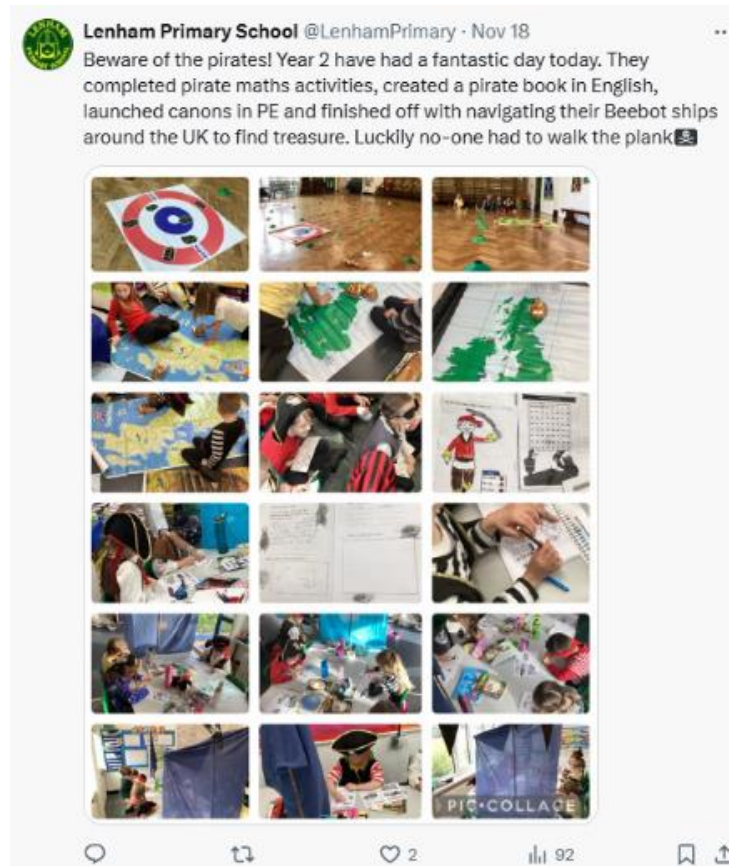 Lenham Primary School @LenhamPrimary · Nov 18
Beware of the pirates! Year 2 have had a fantastic day today. They
completed pirate maths activities, created a pirate book in English,
launched canons in PE and finished off with navigating their Beebot ships
around the UK to find treasure. Luckily no-one had to walk the plank🏴‍☠️
PIC•COLLAGE
2
92